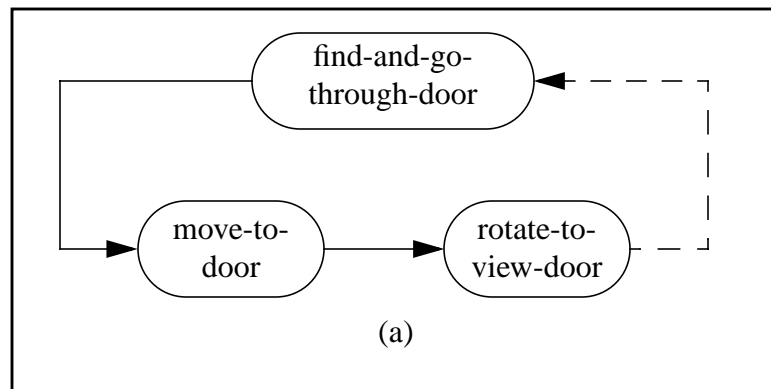 find-and-go-
through-door
move-to-
door
rotate-to-
view-door
(a)